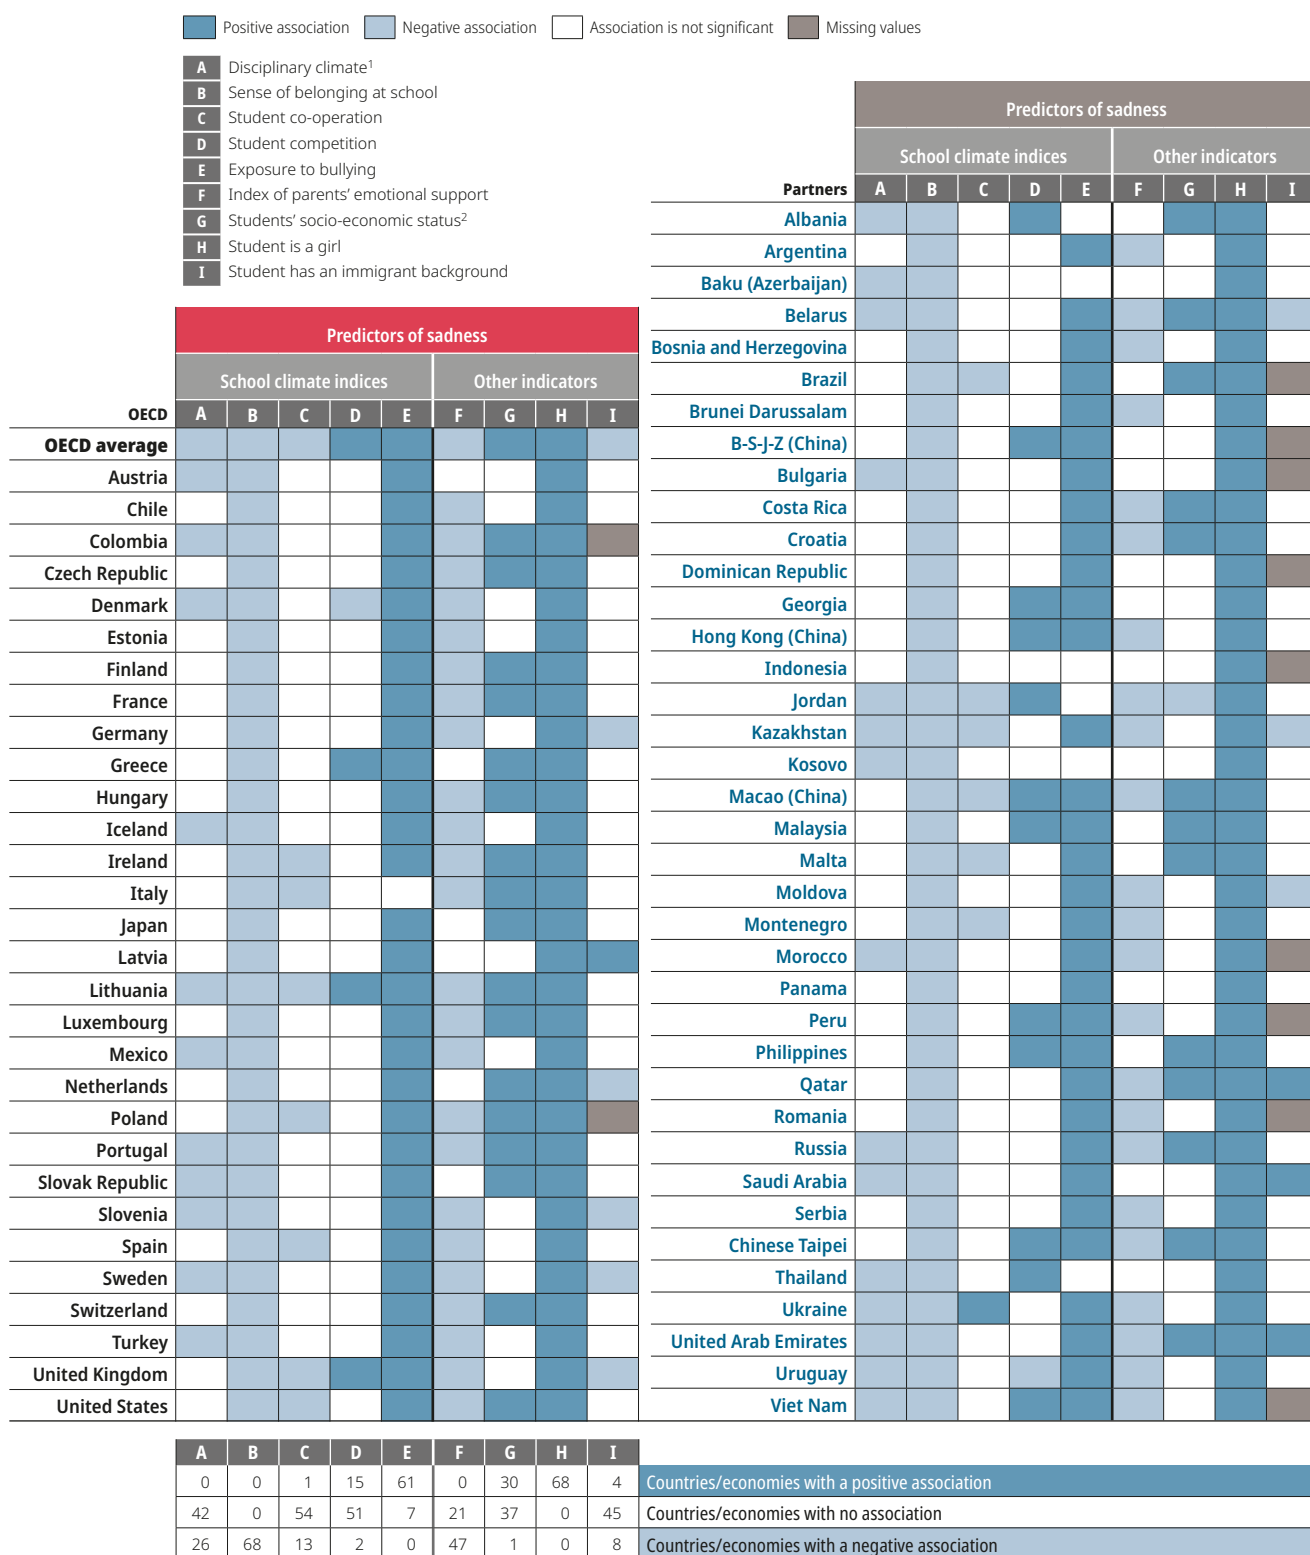 Positive association Negative association Association is not significant Missing values
A Disciplinary climate¹
B Sense of belonging at school
C Student co-operation
D Student competition
E Exposure to bullying
F Index of parents' emotional support
G Students' socio-economic status²
H Student is a girl
I Student has an immigrant background
Predictors of sadness
School climate indices Other indicators
OECD A B C D E F G H I
OECD average
Austria
Chile
Colombia
Czech Republic
Denmark
Estonia
Finland
France
Germany
Greece
Hungary
Iceland
Ireland
Italy
Japan
Latvia
Lithuania
Luxembourg
Mexico
Netherlands
Poland
Portugal
Slovak Republic
Slovenia
Spain
Sweden
Switzerland
Turkey
United Kingdom
United States
Predictors of sadness
School climate indices Other indicators
Partners A B C D E F G H I
Albania
Argentina
Baku (Azerbaijan)
Belarus
Bosnia and Herzegovina
Brazil
Brunei Darussalam
B-S-J-Z (China)
Bulgaria
Costa Rica
Croatia
Dominican Republic
Georgia
Hong Kong (China)
Indonesia
Jordan
Kazakhstan
Kosovo
Macao (China)
Malaysia
Malta
Moldova
Montenegro
Morocco
Panama
Peru
Philippines
Qatar
Romania
Russia
Saudi Arabia
Serbia
Chinese Taipei
Thailand
Ukraine
United Arab Emirates
Uruguay
Viet Nam
A B C D E F G H I
0 0 1 15 61 0 30 68 4 Countries/economies with a positive association
42 0 54 51 7 21 37 0 45 Countries/economies with no association
26 68 13 2 0 47 1 0 8 Countries/economies with a negative association